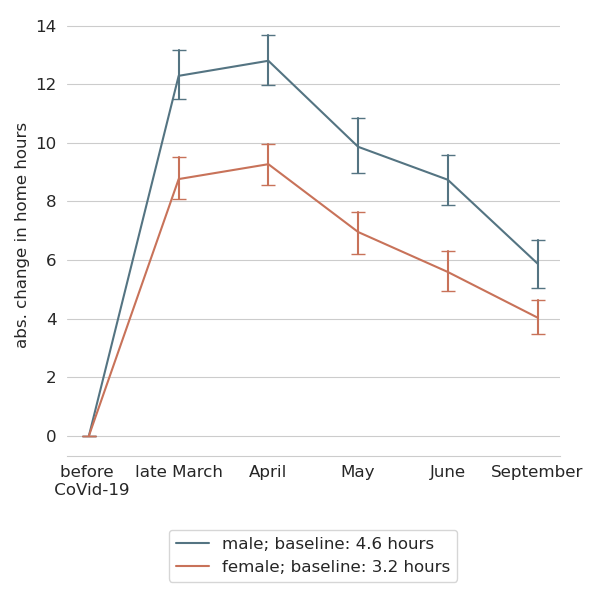 14
12
10
8
6
4
2
0
abs. change in home hours
before late March April May June September
CoVid-19
male; baseline: 4.6 hours
female; baseline: 3.2 hours